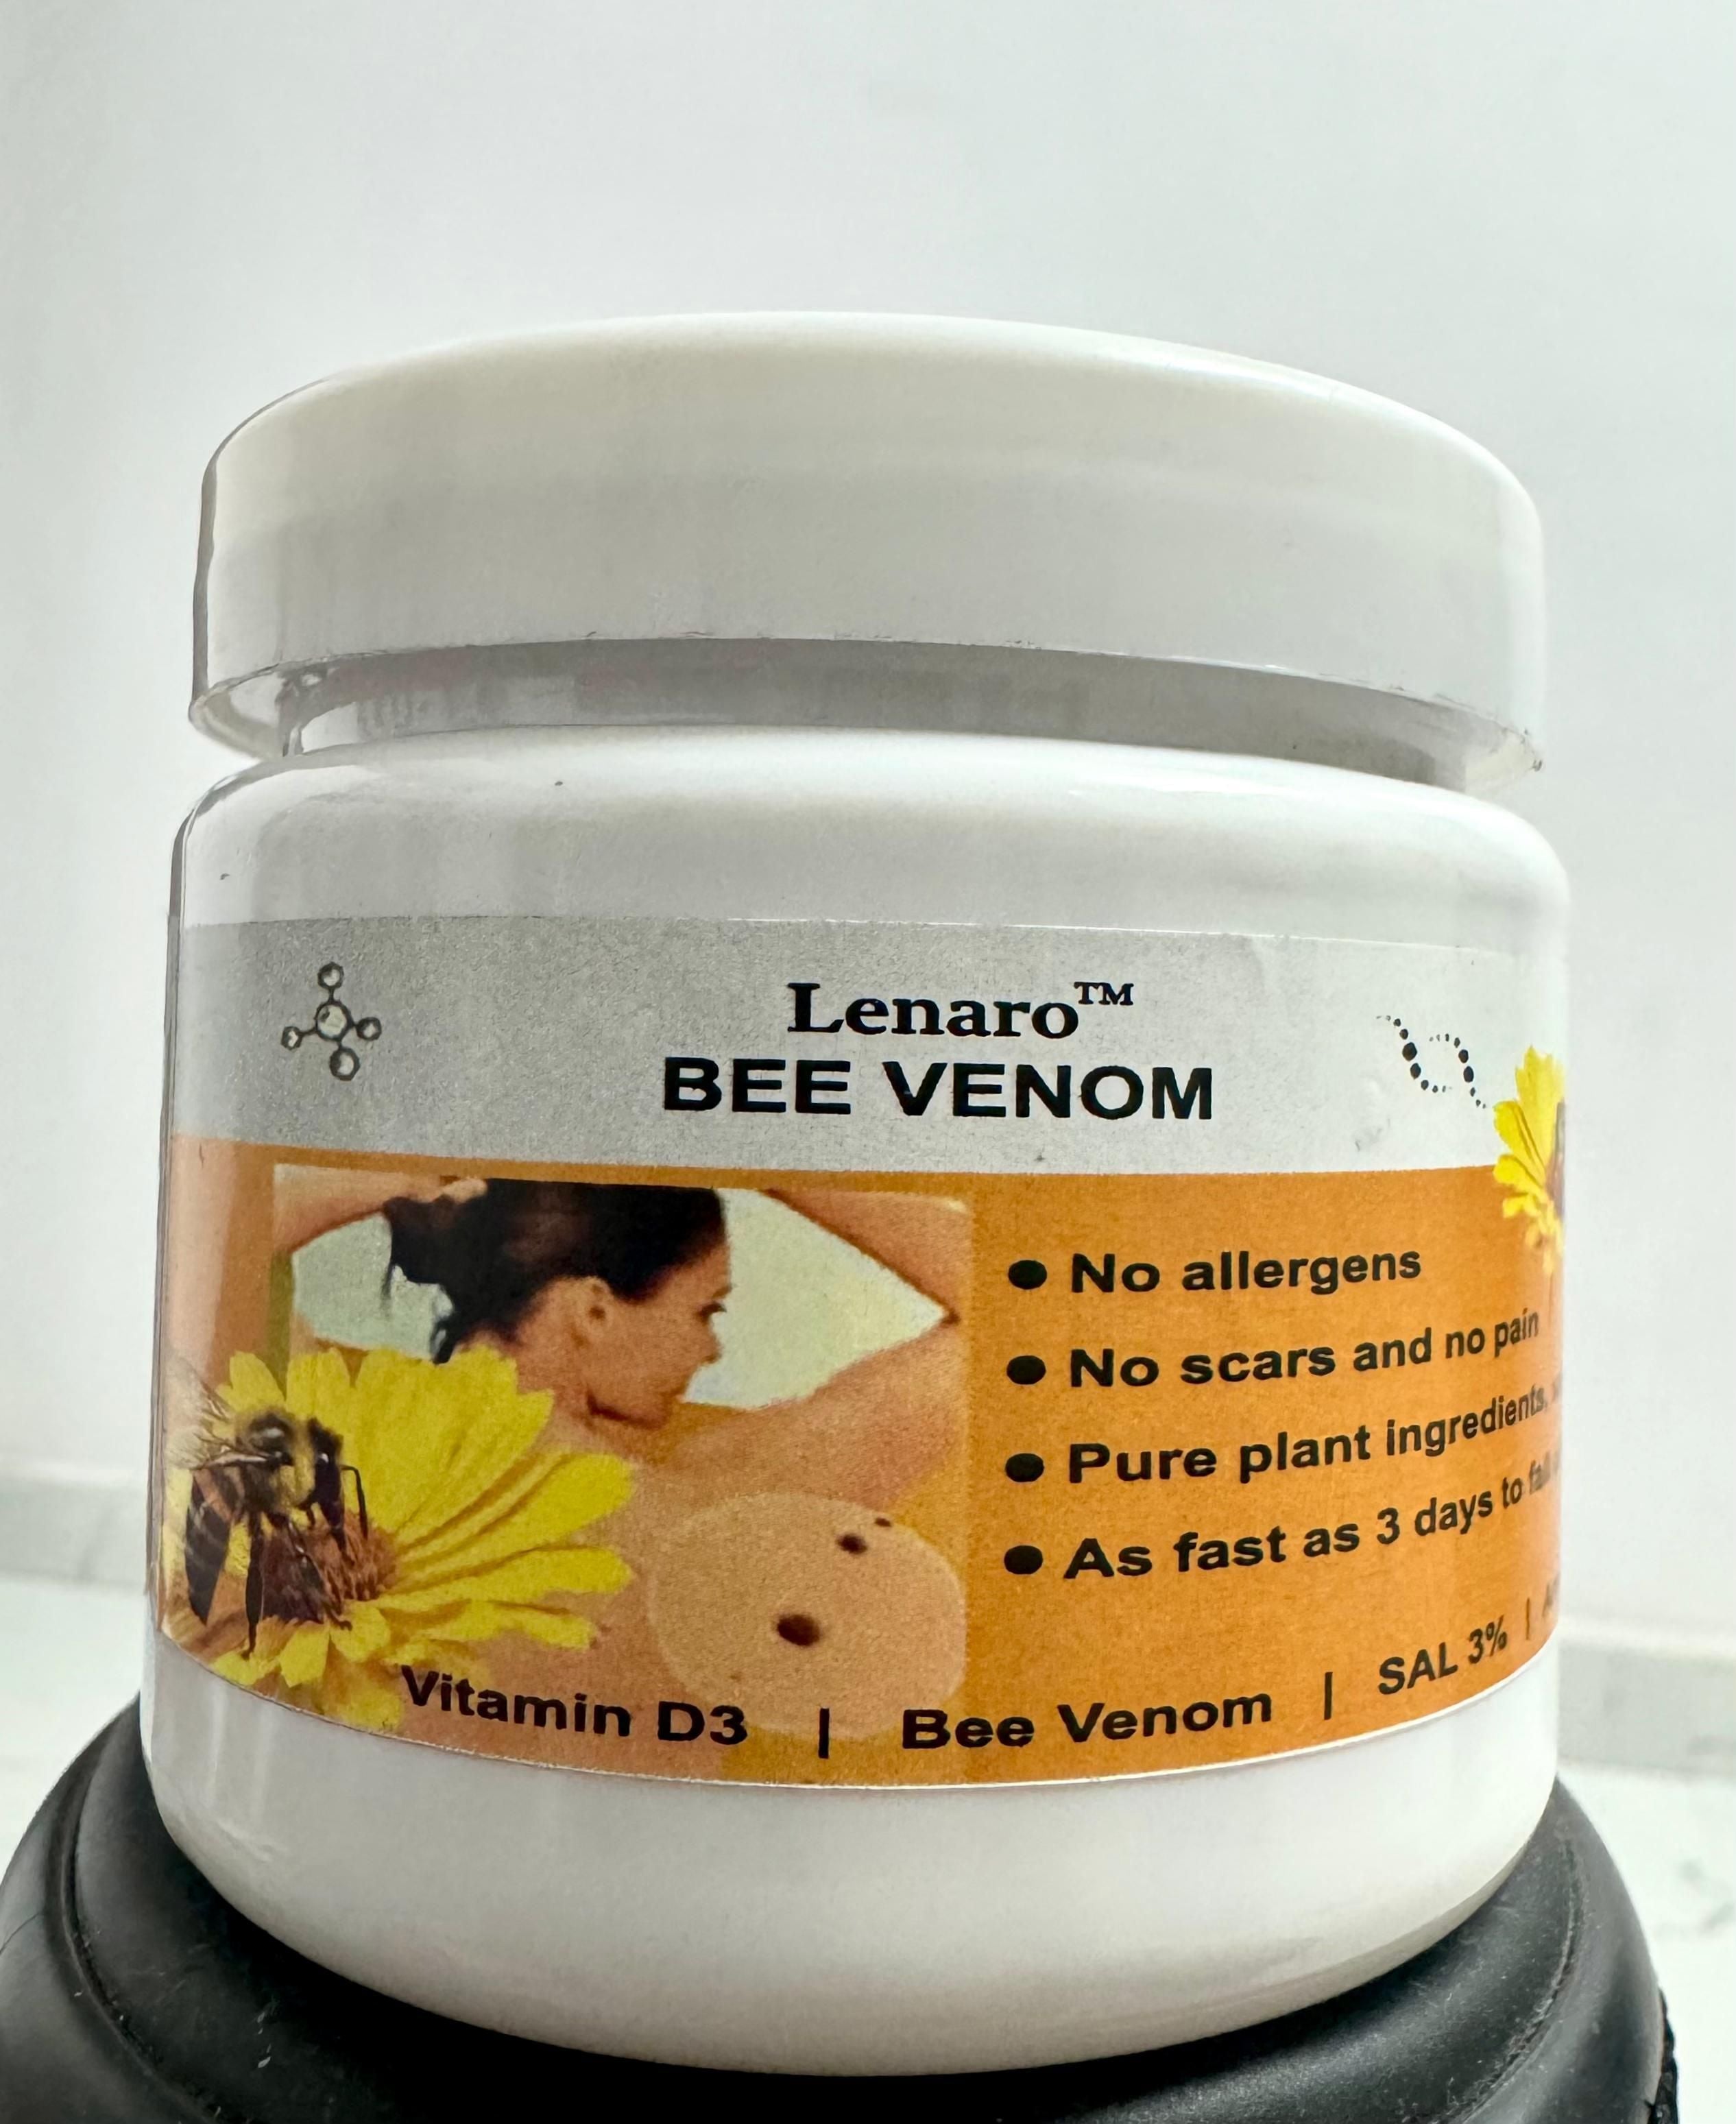 Lenaro™
BEE VENOM
● No allergens
● No scars and no pain
● Pure plant ingredients,
● As fast as 3 days to
Vitamin D3 | Bee Venom | SAL 3% |